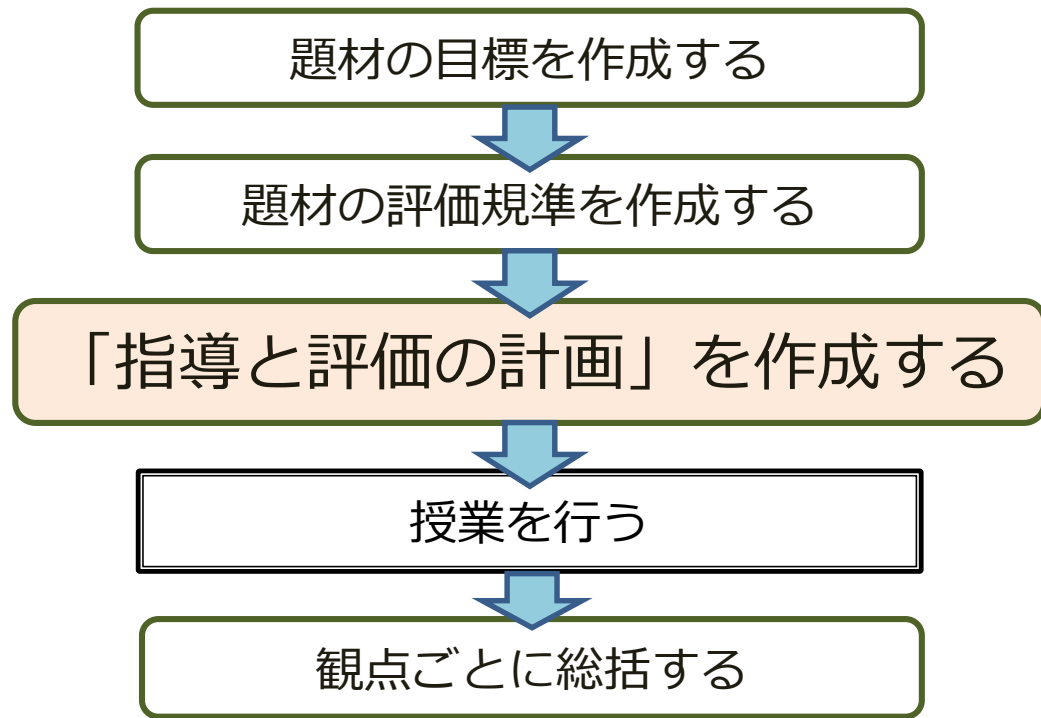 題材の目標を作成する
題材の評価規準を作成する
「指導と評価の計画」を作成する
授業を行う
観点ごとに総括する